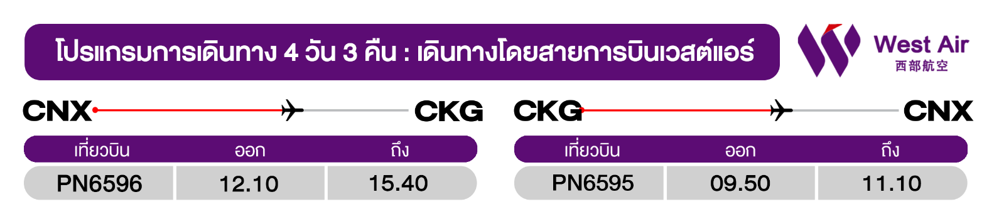 โปรแกรมการเดินทาง 4 วัน 3 คืน : เดินทางโดยสายการบินเวสต์แอร์
West Air
西部航空
CNX CKG
เที่ยวบิน ออก ถึง
PN6596 12.10 15.40
CKG CNX
เที่ยวบิน ออก ถึง
PN6595 09.50 11.10